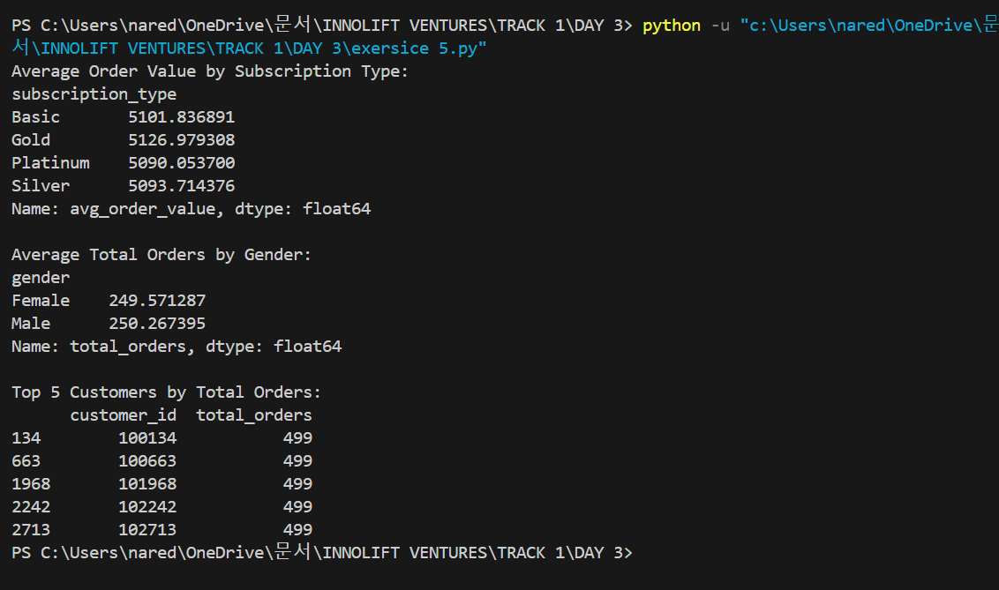 PS C:\Users\nared\OneDrive\문서\INNOLIFT VENTURES\TRACK 1\DAY 3> python -u "c:\Users\nared\OneDrive\문
서\INNOLIFT VENTURES\TRACK 1\DAY 3\exersice 5.py"
Average Order Value by Subscription Type:
subscription_type
Basic       5101.836891
Gold        5126.979308
Platinum    5090.053700
Silver      5093.714376
Name: avg_order_value, dtype: float64

Average Total Orders by Gender:
gender
Female    249.571287
Male      250.267395
Name: total_orders, dtype: float64

Top 5 Customers by Total Orders:
      customer_id  total_orders
134        100134           499
663        100663           499
1968       101968           499
2242       102242           499
2713       102713           499
PS C:\Users\nared\OneDrive\문서\INNOLIFT VENTURES\TRACK 1\DAY 3>